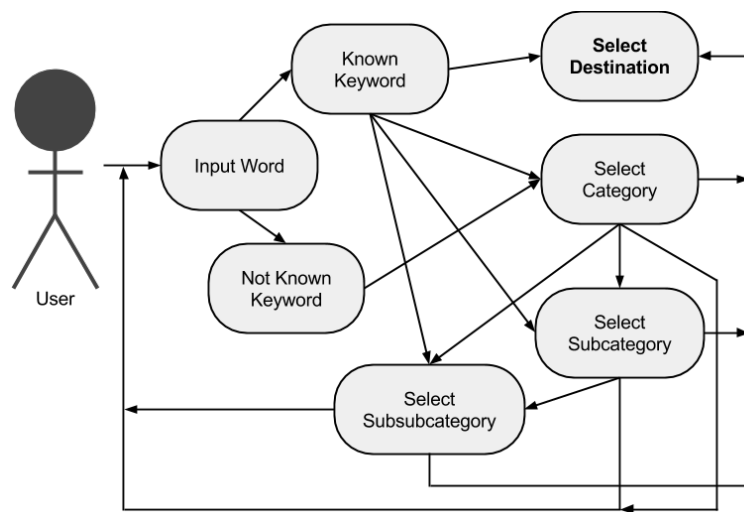 Known
Keyword
Select
Destination
Input Word
Select
Category
Not Known
Keyword
User
Select
Subcategory
Select
Subsubcategory